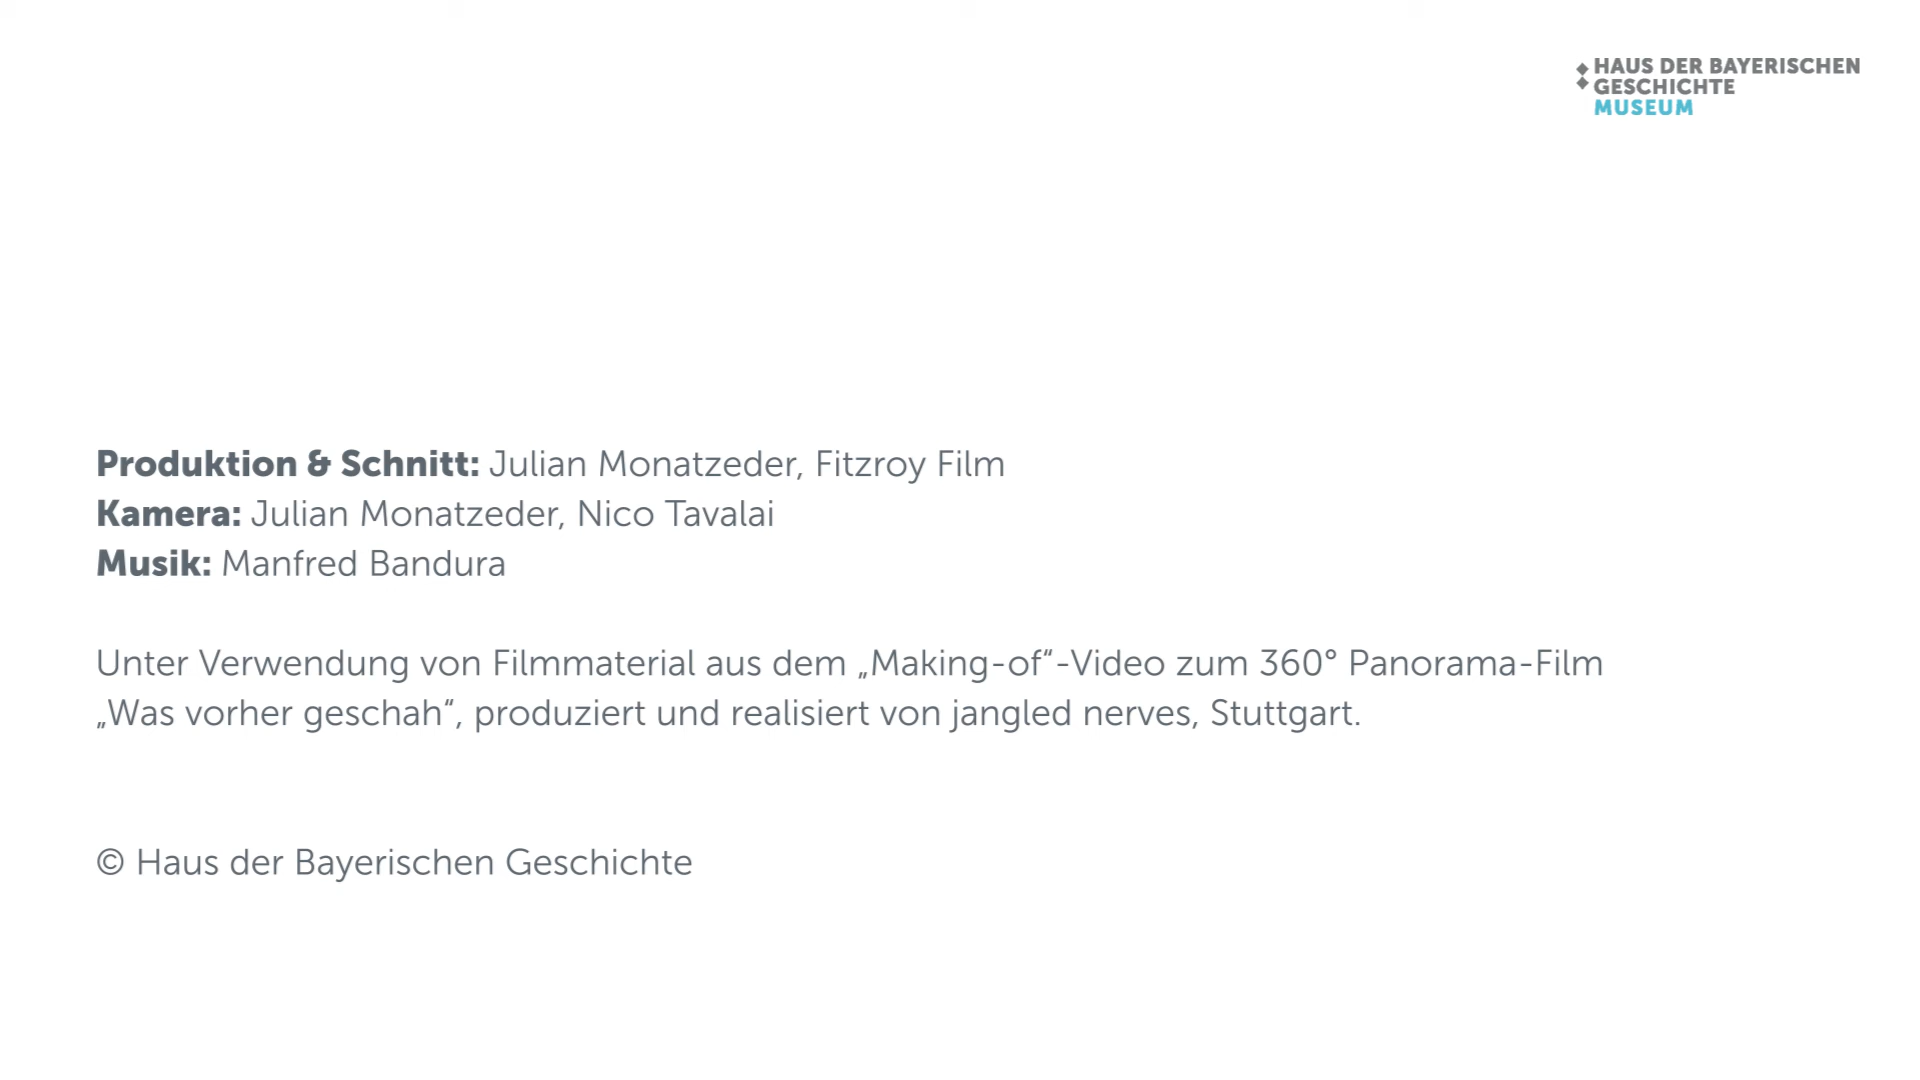 HAUS DER BAYERISCHEN
GESCHICHTE
MUSEUM
Produktion & Schnitt: Julian Monatzeder, Fitzroy Film
Kamera: Julian Monatzeder, Nico Tavalai
Musik: Manfred Bandura
Unter Verwendung von Filmmaterial aus dem „Making-of“-Video zum 360° Panorama-Film
„Was vorher geschah“, produziert und realisiert von jangled nerves, Stuttgart.
© Haus der Bayerischen Geschichte